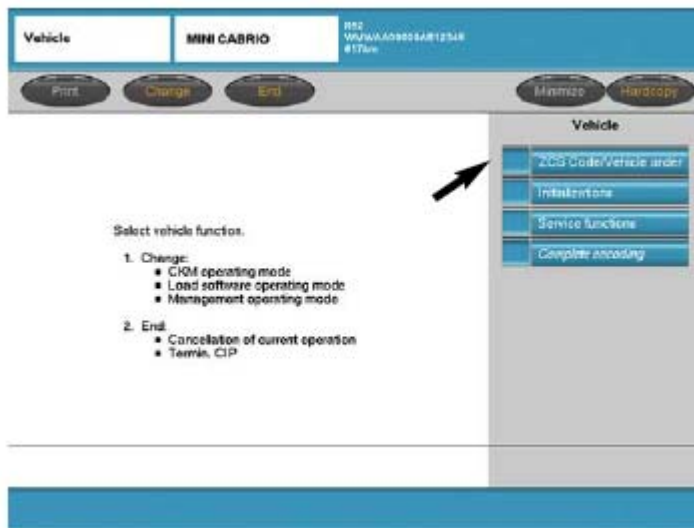 Vehicle
MINI CABRIO
R52
817km
Print
Change
End
Minimize
Hardcopy
Vehicle
ZCS Code/Vehicle order
Initializations
Service functions
Complete encoding
Select vehicle function.
1. Change:
• CKM operating mode
• Load software operating mode
• Management operating mode
2. End:
• Cancellation of current operation
• Termin. CIP